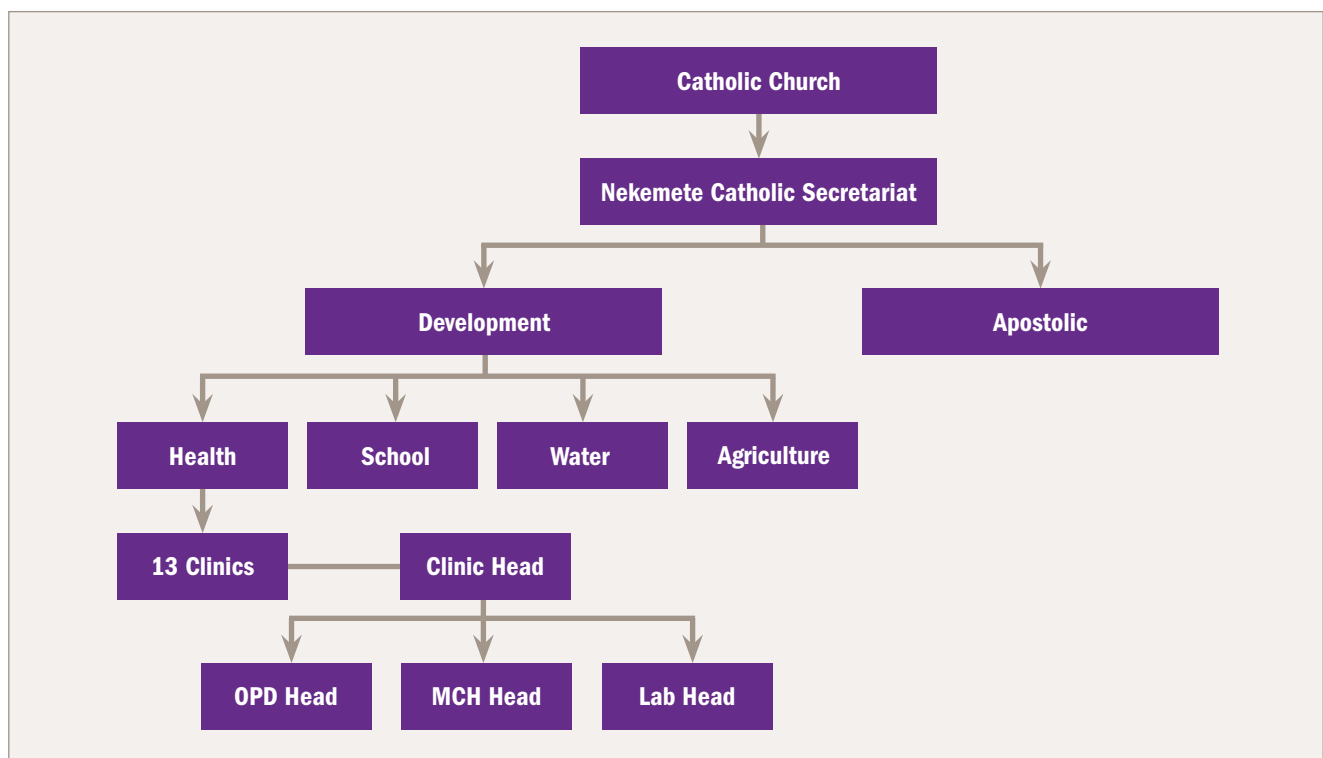 Catholic Church
Nekemete Catholic Secretariat
Development
Apostolic
Health
School
Water
Agriculture
13 Clinics
Clinic Head
OPD Head
MCH Head
Lab Head